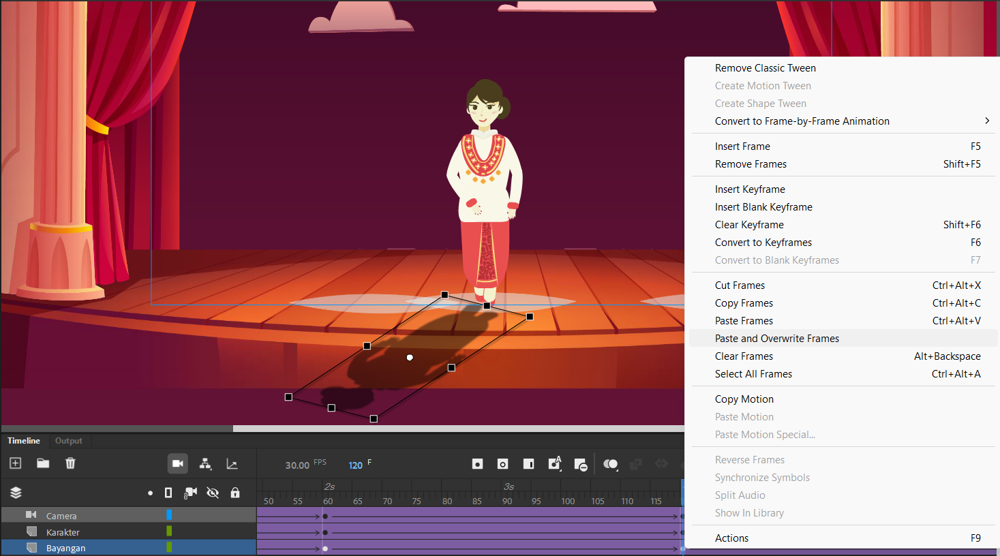 Remove Classic Tween
Create Motion Tween
Create Shape Tween
Convert to Frame-by-Frame Animation
Insert Frame F5
Remove Frames Shift+F5
Insert Keyframe
Insert Blank Keyframe
Clear Keyframe Shift+F6
Convert to Keyframes F6
Convert to Blank Keyframes F7
Cut Frames Ctrl+Alt+X
Copy Frames Ctrl+Alt+C
Paste Frames Ctrl+Alt+V
Paste and Overwrite Frames
Clear Frames Alt+Backspace
Select All Frames Ctrl+Alt+A
Copy Motion
Paste Motion
Paste Motion Special...
Reverse Frames
Synchronize Symbols
Split Audio
Show In Library
Actions F9
Timeline Output
30.00 FPS 120 F
2s 3s
50 55 60 65 70 75 80 85 90 95 100 105 110 115
Camera
Karakter
Bayangan